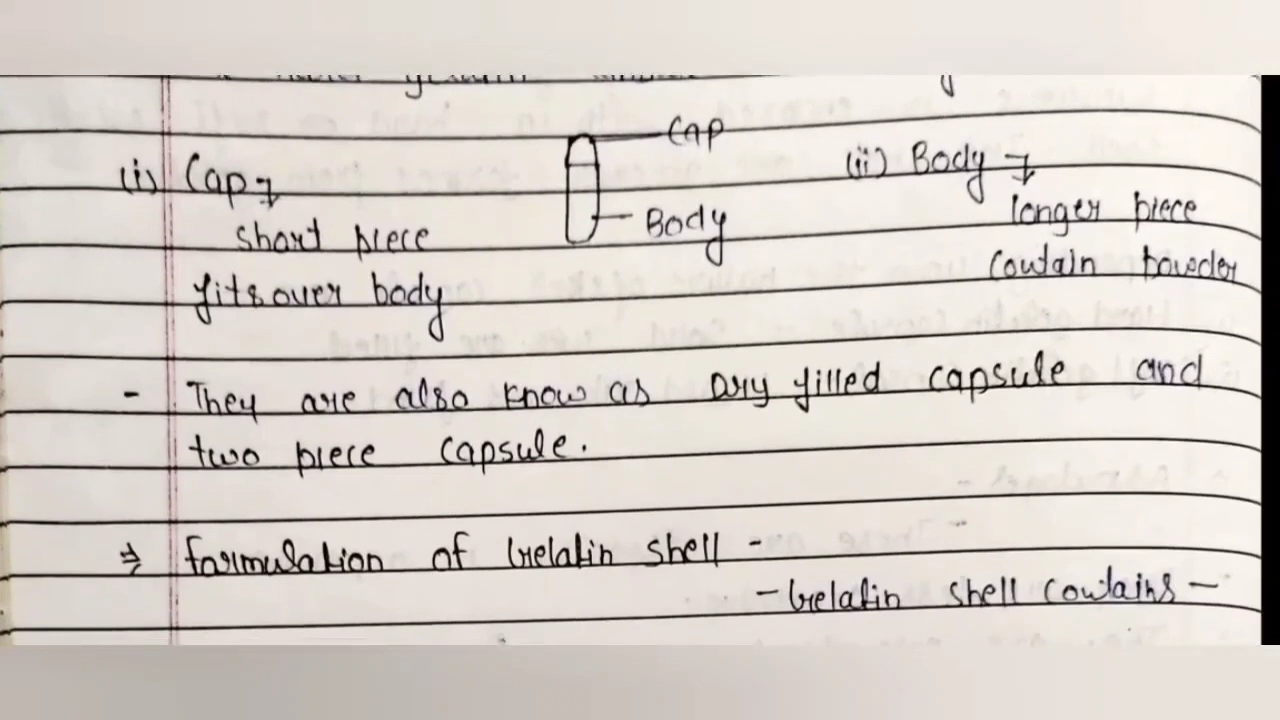 (i) Cap →
short piece
fits over body
Cap
Body
(ii) Body →
longer piece
contain powder
- They are also know as Dry filled capsule and
two piece capsule.
⇒ formulation of Gelatin shell -
- Gelatin shell contains -